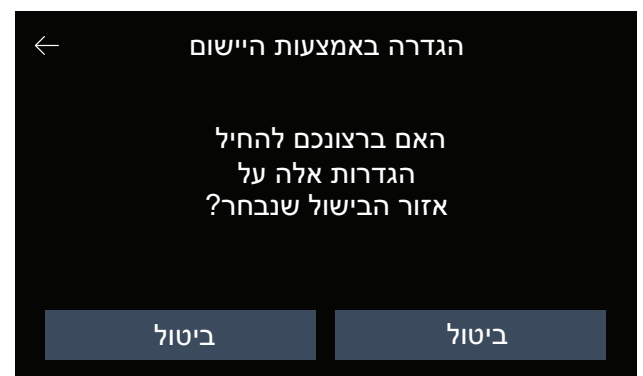 הגדרה באמצעות היישום
האם ברצונכם להחיל
הגדרות אלה על
אזור הבישול שנבחר?
ביטול
ביטול